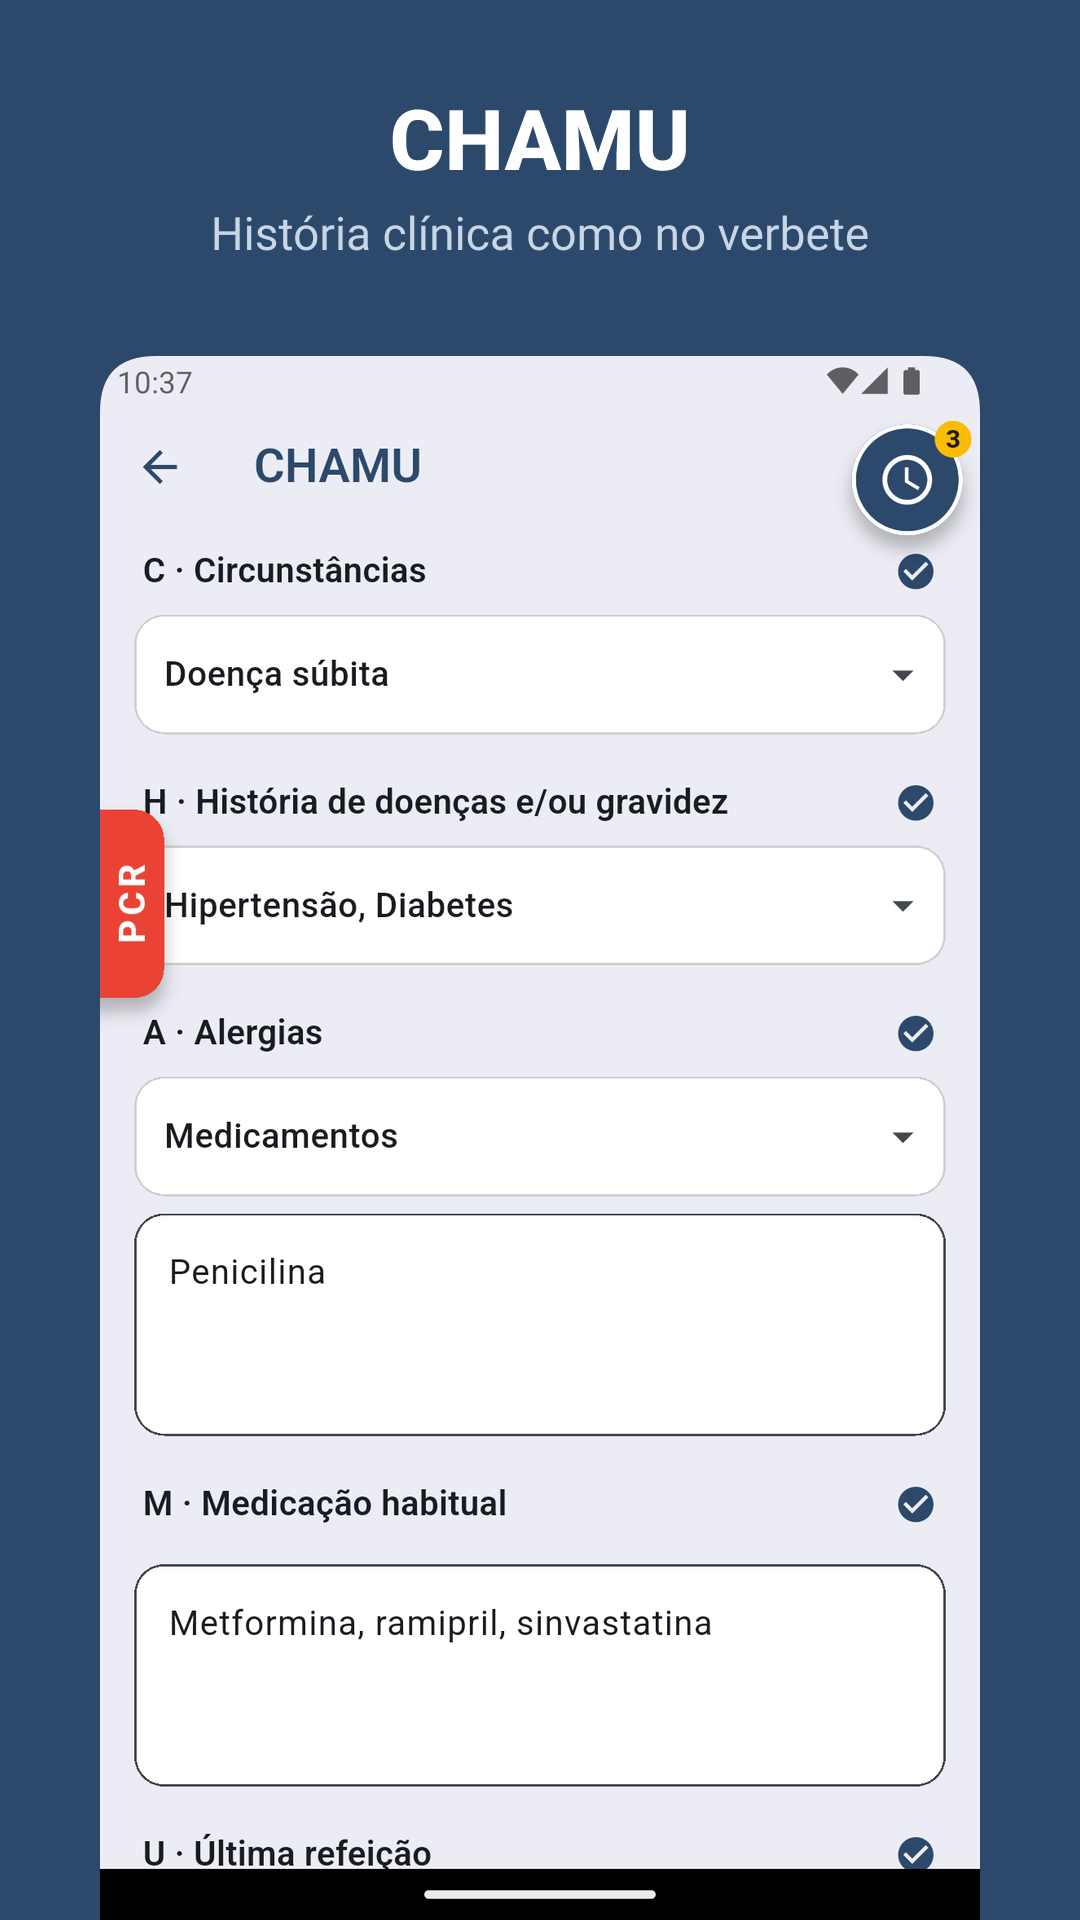 CHAMU
História clínica como no verbete
10:37
CHAMU
3
C · Circunstâncias
Doença súbita
H · História de doenças e/ou gravidez
PCR
Hipertensão, Diabetes
A · Alergias
Medicamentos
Penicilina
M · Medicação habitual
Metformina, ramipril, sinvastatina
U · Última refeição